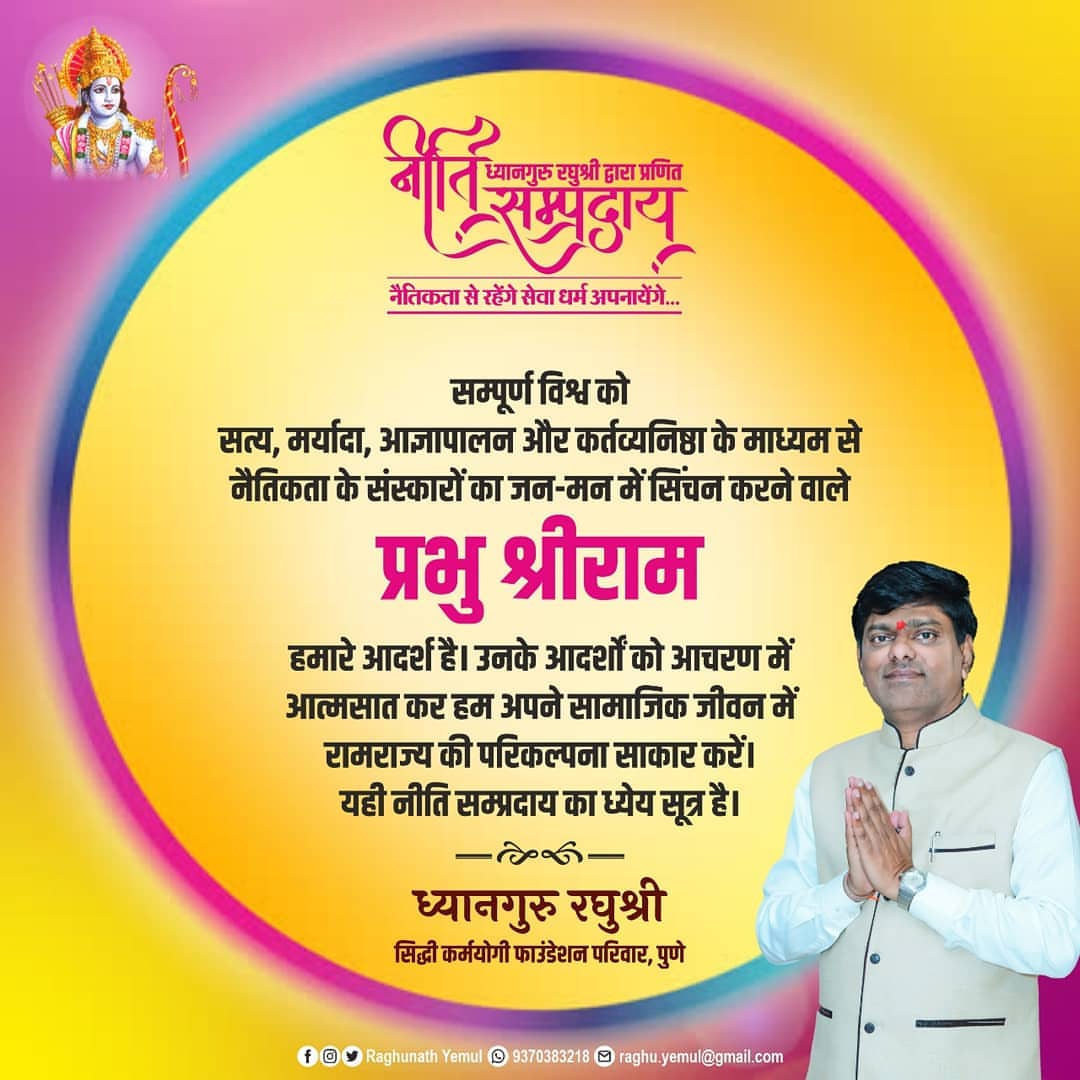 नीति
ध्यानगुरु रघुश्री द्वारा प्रणित
सम्प्रदाय
नैतिकता से रहेंगे सेवा धर्म अपनायेंगे...
सम्पूर्ण विश्व को
सत्य, मर्यादा, आज्ञापालन और कर्तव्यनिष्ठा के माध्यम से
नैतिकता के संस्कारों का जन-मन में सिंचन करने वाले
प्रभु श्रीराम
हमारे आदर्श है। उनके आदर्शों को आचरण में
आत्मसात कर हम अपने सामाजिक जीवन में
रामराज्य की परिकल्पना साकार करें।
यही नीति सम्प्रदाय का ध्येय सूत्र है।
ध्यानगुरु रघुश्री
सिद्धी कर्मयोगी फाउंडेशन परिवार, पुणे
Raghunath Yemul 9370383218 raghu.yemul@gmail.com